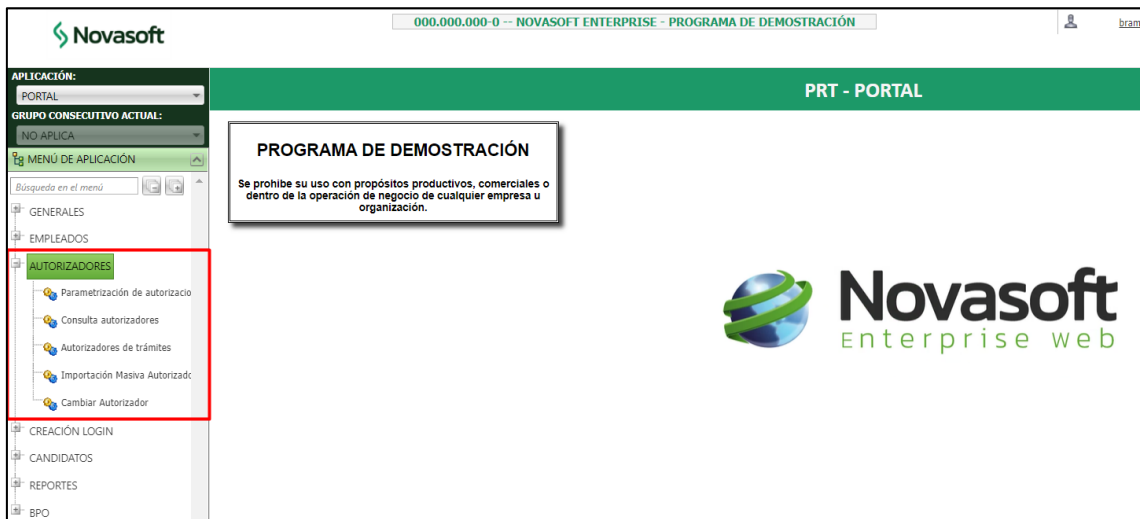 Novasoft
000.000.000-0 -- NOVASOFT ENTERPRISE - PROGRAMA DE DEMOSTRACIÓN
bram
APLICACIÓN:
PORTAL
GRUPO CONSECUTIVO ACTUAL:
NO APLICA
MENÚ DE APLICACIÓN
Búsqueda en el menú
GENERALES
EMPLEADOS
AUTORIZADORES
Parametrización de autorizacio
Consulta autorizadores
Autorizadores de trámites
Importación Masiva Autorizado
Cambiar Autorizador
CREACIÓN LOGIN
CANDIDATOS
REPORTES
BPO
PRT - PORTAL
PROGRAMA DE DEMOSTRACIÓN
Se prohibe su uso con propósitos productivos, comerciales o
dentro de la operación de negocio de cualquier empresa u
organización.
Novasoft
Enterprise web